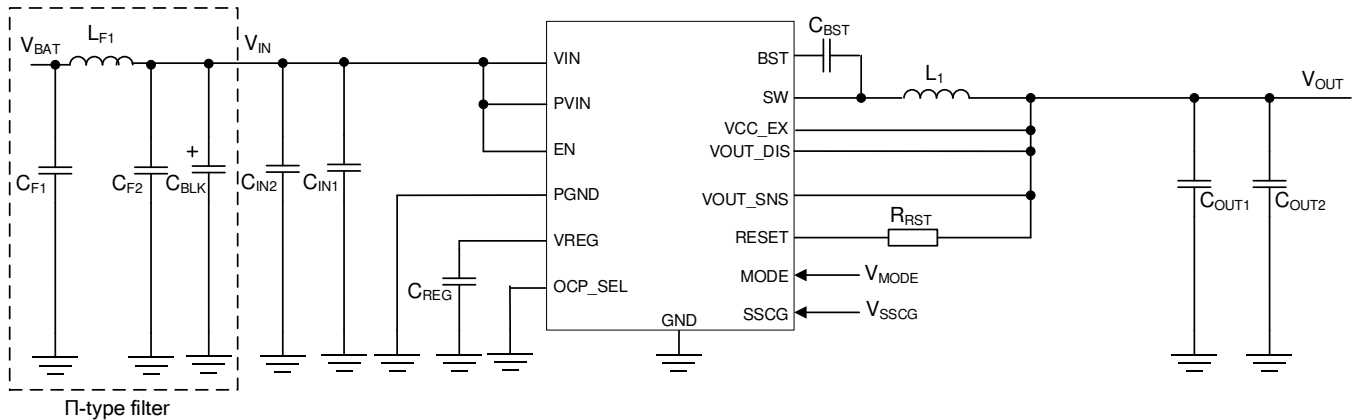 VBAT
LF1
VIN
CF1
CF2
+
CBLK
CIN2
CIN1
Π-type filter
VIN
PVIN
EN
PGND
VREG
OCP_SEL
CREG
GND
BST
SW
VCC_EX
VOUT_DIS
VOUT_SNS
RESET
MODE
SSCG
CBST
L1
RRST
VMODE
VSSCG
VOUT
COUT1
COUT2